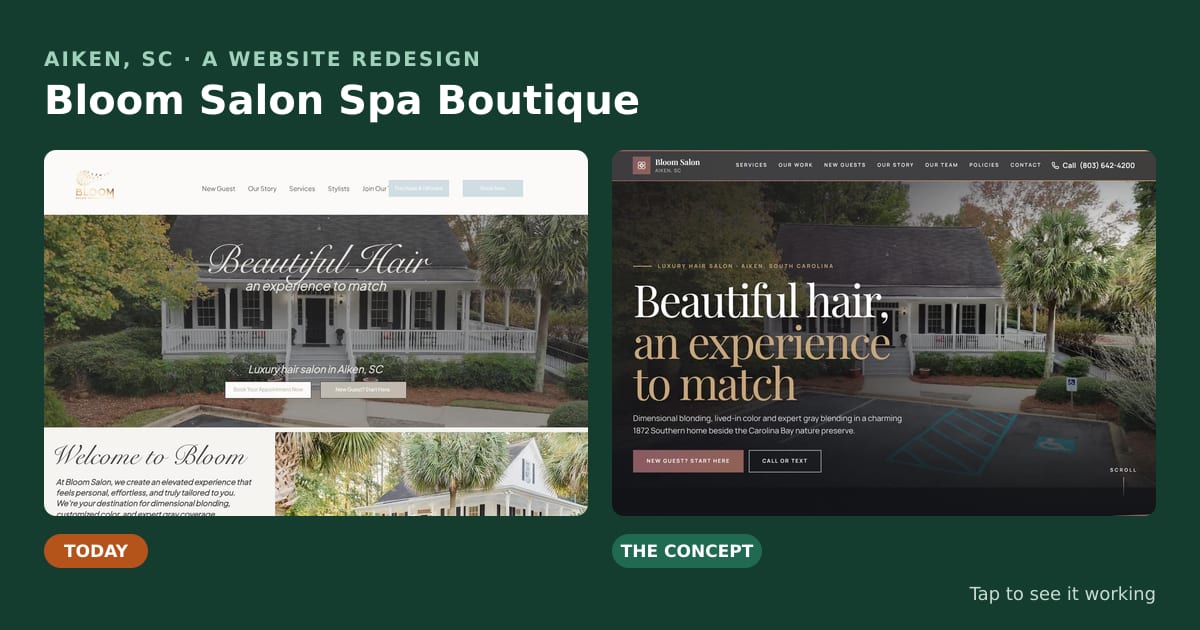 AIKEN, SC · A WEBSITE REDESIGN
Bloom Salon Spa Boutique
BLOOM
New Guest
Our Story
Services
Stylists
Join Our
Beautiful Hair
an experience to match
Luxury hair salon in Aiken, SC
Book Your Appointment Now
New Guest? Start Here
Welcome to Bloom
At Bloom Salon, we create an elevated experience that
feels personal, effortless, and truly tailored to you.
We're your destination for dimensional blonding,
customized color, and expert gray coverage
Bloom Salon
AIKEN, SC
SERVICES
OUR WORK
NEW GUESTS
OUR STORY
OUR TEAM
POLICIES
CONTACT
Call (803) 642-4200
LUXURY HAIR SALON · AIKEN, SOUTH CAROLINA
Beautiful hair,
an experience
to match
Dimensional blonding, lived-in color and expert gray blending in a charming
1872 Southern home beside the Carolina Bay nature preserve.
NEW GUEST? START HERE
CALL OR TEXT
SCROLL
TODAY
THE CONCEPT
Tap to see it working